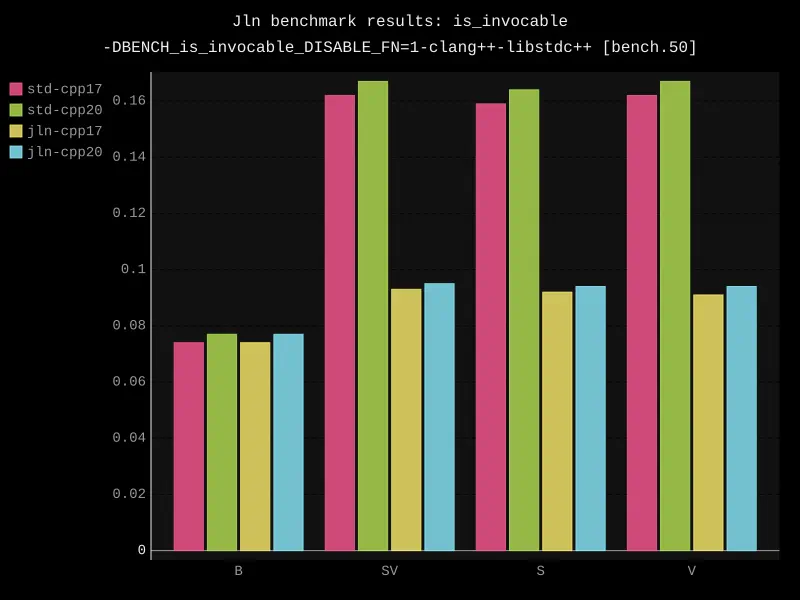 Jln benchmark results: is_invocable
-DBENCH_is_invocable_DISABLE_FN=1-clang++-libstdc++ [bench.50]
std-cpp17
std-cpp20
jln-cpp17
jln-cpp20
0.16
0.14
0.12
0.1
0.08
0.06
0.04
0.02
0
B SV S V